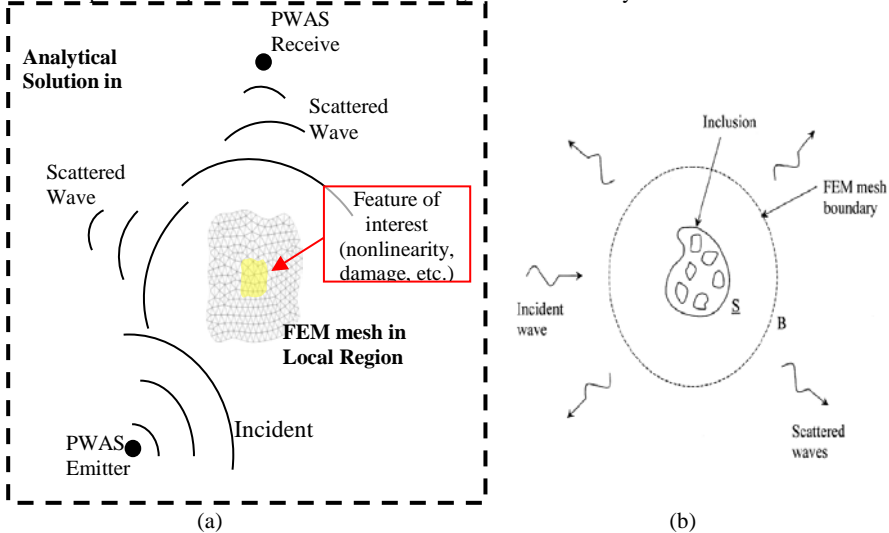 PWAS
Receive
Analytical
Solution in
Scattered
Wave
Scattered
Wave
Feature of
interest
(nonlinearity,
damage, etc.)
FEM mesh in
Local Region
Incident
PWAS
Emitter
(a)
Inclusion
FEM mesh
boundary
Incident
wave
S
B
Scattered
waves
(b)